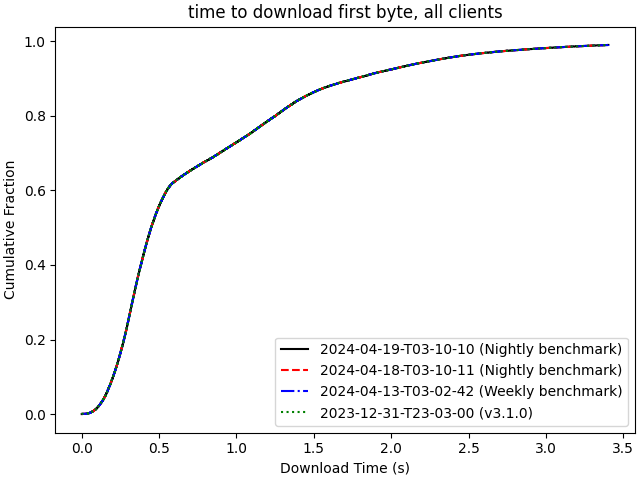 time to download first byte, all clients
1.0
0.8
0.6
0.4
0.2
0.0
Cumulative Fraction
2024-04-19-T03-10-10 (Nightly benchmark)
2024-04-18-T03-10-11 (Nightly benchmark)
2024-04-13-T03-02-42 (Weekly benchmark)
2023-12-31-T23-03-00 (v3.1.0)
0.0 0.5 1.0 1.5 2.0 2.5 3.0 3.5
Download Time (s)